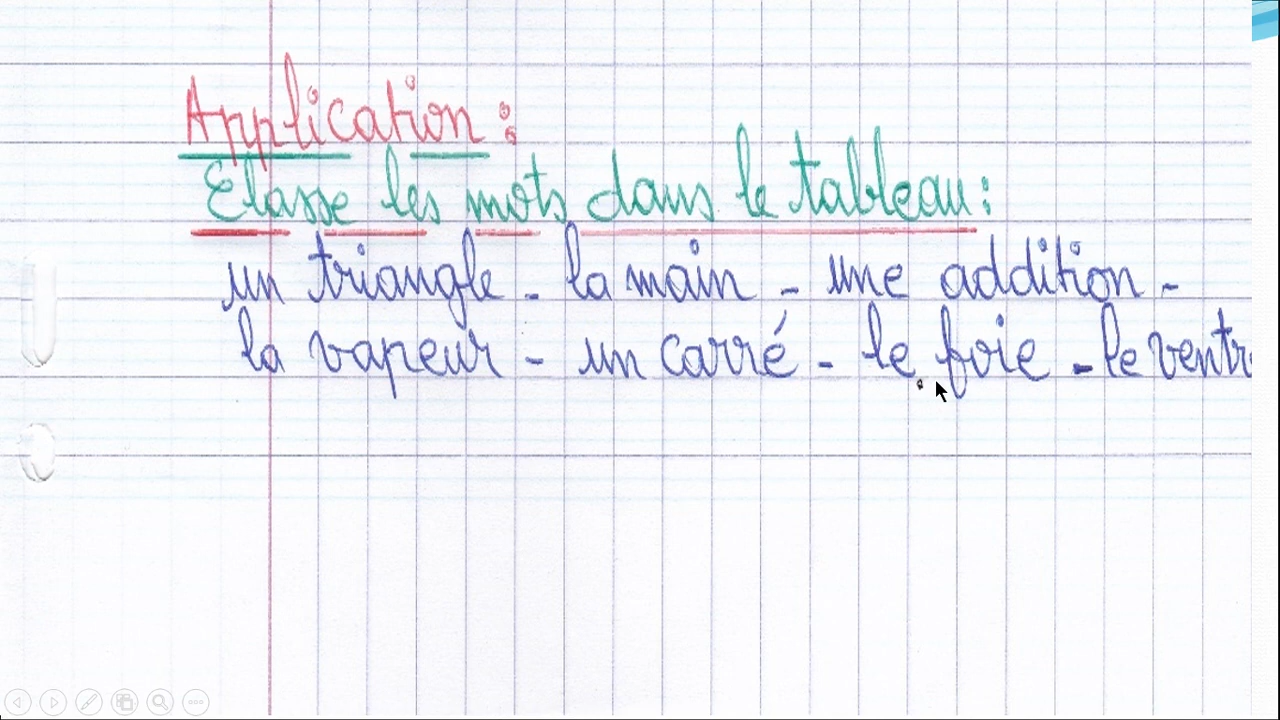 Application :
Classe les mots dans le tableau :
un triangle - la main - une addition -
la vapeur - un carré - le foie - le ventr